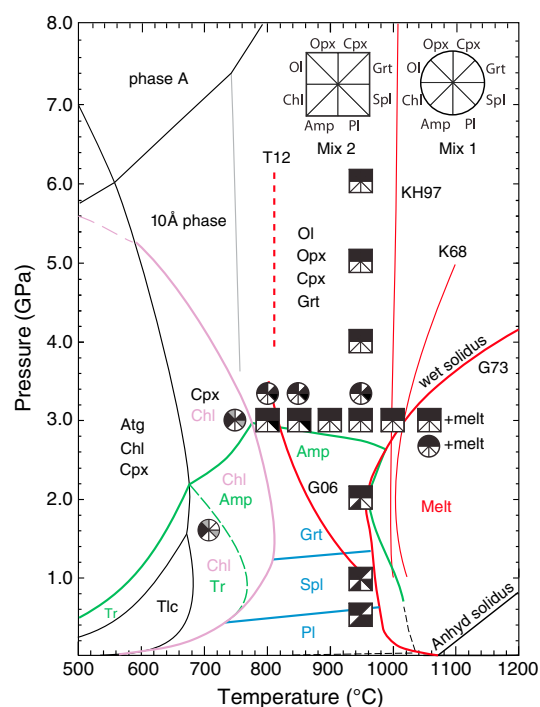 8.0
7.0
6.0
5.0
4.0
3.0
2.0
1.0
Pressure (GPa)
500 600 700 800 900 1000 1100 1200
Temperature (°C)
Opx Cpx
Ol Grt
Chl Spl
Amp Pl
Mix 2
Opx Cpx
Ol Grt
Chl Spl
Amp Pl
Mix 1
phase A
T12
KH97
10Å phase
Ol
Opx
Cpx
Grt
K68
wet solidus
G73
Cpx
Chl
+melt
+melt
Atg
Chl
Cpx
Amp
Chl
Amp
G06
Melt
Grt
Chl
Tr
Spl
Tr
Tlc
Pl
Anhyd solidus